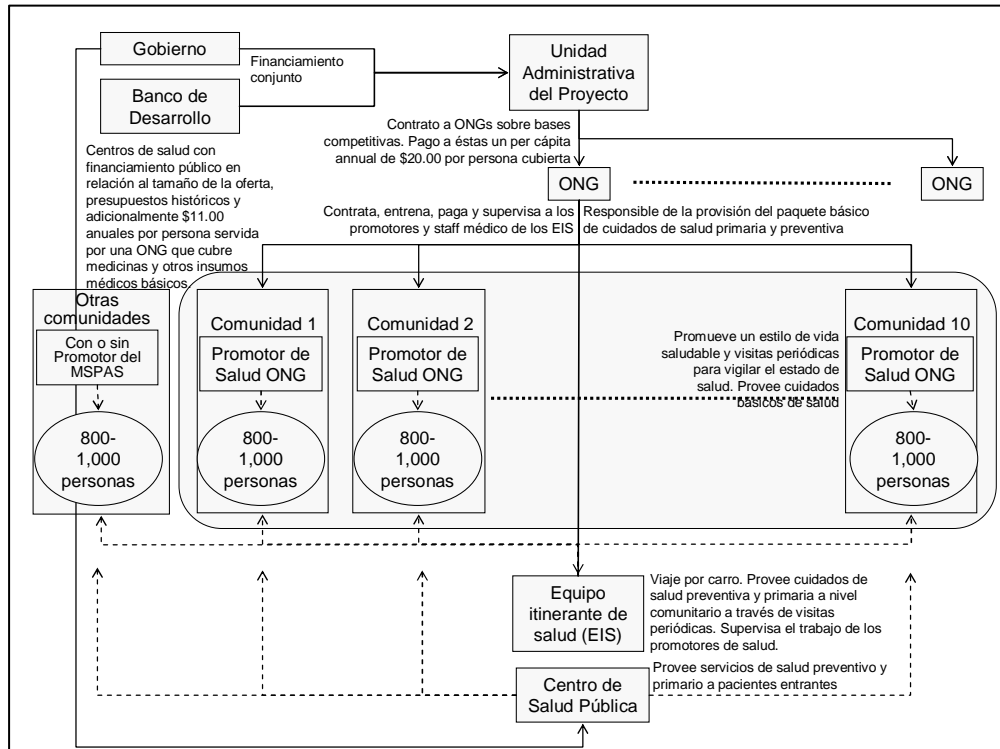 Gobierno
Banco de
Desarrollo
Financiamiento
conjunto
Unidad
Administrativa
del Proyecto
Contrato a ONGs sobre bases
competitivas. Pago a éstas un per cápita
annual de $20.00 por persona cubierta
ONG
ONG
Centros de salud con
financiamiento público en
relación al tamaño de la oferta,
presupuestos históricos y
adicionalmente $11.00
anuales por persona servida
por una ONG que cubre
medicinas y otros insumos
médicos básicos.
Contrata, entrena, paga y supervisa a los
promotores y staff médico de los EIS
Responsible de la provisión del paquete básico
de cuidados de salud primaria y preventiva
Otras
comunidades
Con o sin
Promotor del
MSPAS
800-
1,000
personas
Comunidad 1
Promotor de
Salud ONG
800-
1,000
personas
Comunidad 2
Promotor de
Salud ONG
800-
1,000
personas
Promueve un estilo de vida
saludable y visitas periódicas
para vigilar el estado de
salud. Provee cuidados
básicos de salud
Comunidad 10
Promotor de
Salud ONG
800-
1,000
personas
Equipo
itinerante de
salud (EIS)
Viaje por carro. Provee cuidados de
salud preventiva y primaria a nivel
comunitario a través de visitas
periódicas. Supervisa el trabajo de los
promotores de salud.
Centro de
Salud Pública
Provee servicios de salud preventivo y
primario a pacientes entrantes